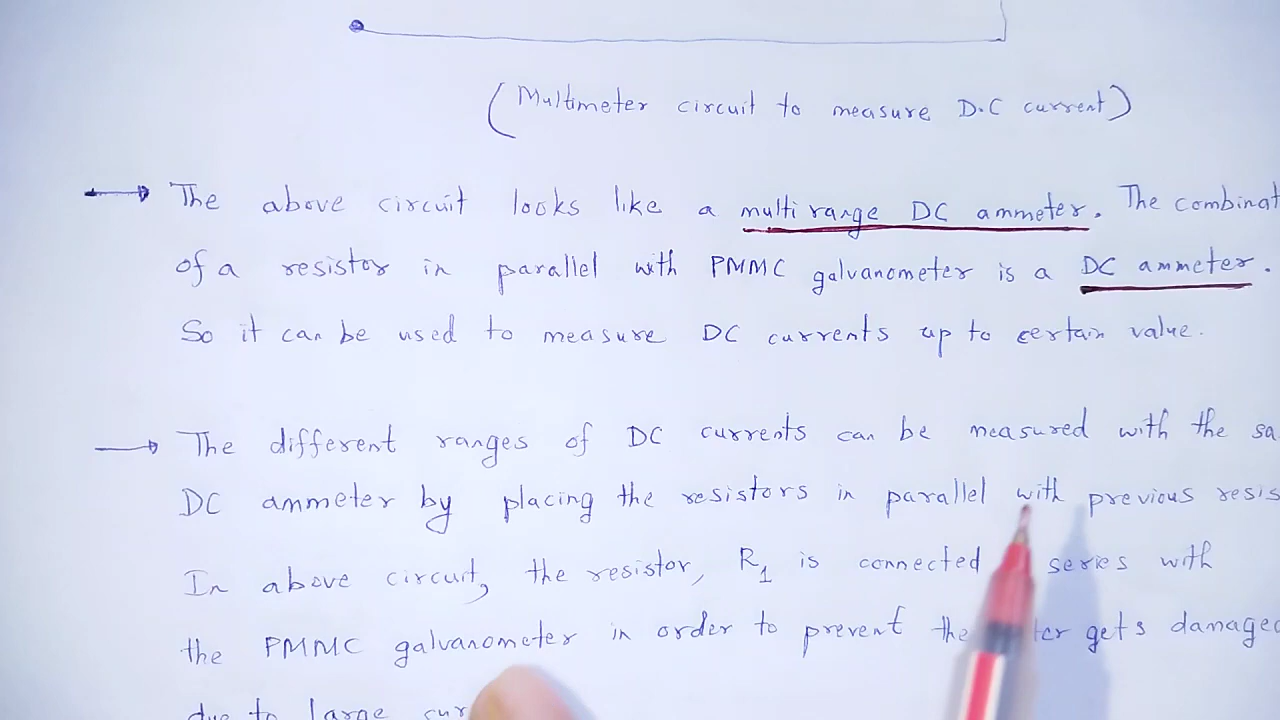 (Multimeter circuit to measure D.C current)
The above circuit looks like a multi range DC ammeter. The combinat
of a resistor in parallel with PMMC galvanometer is a DC ammeter.
So it can be used to measure DC currents up to certain value.
The different ranges of DC currents can be measured with the sa
DC ammeter by placing the resistors in parallel with previous resis
In above circuit, the resistor, R1 is connected series with
the PMMC galvanometer in order to prevent the gets damaged
due to large cur